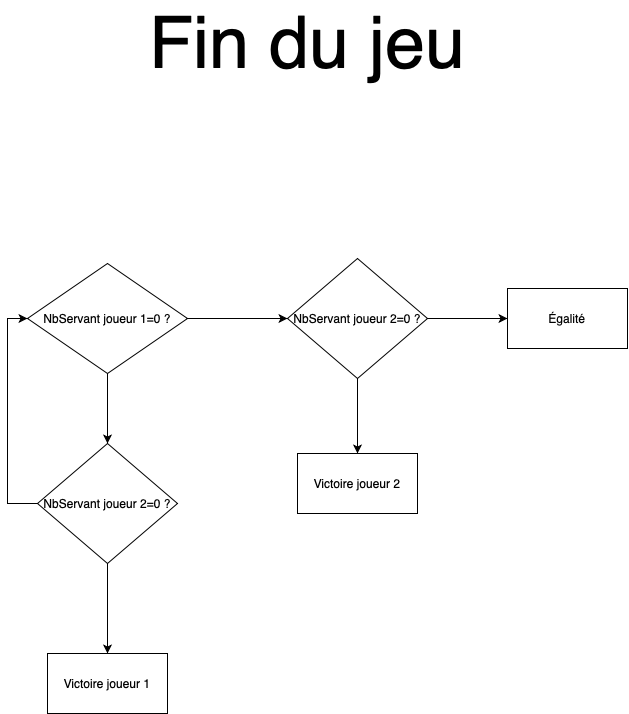 Fin du jeu
NbServant joueur 1=0 ?
NbServant joueur 2=0 ?
Égalité
NbServant joueur 2=0 ?
Victoire joueur 2
Victoire joueur 1